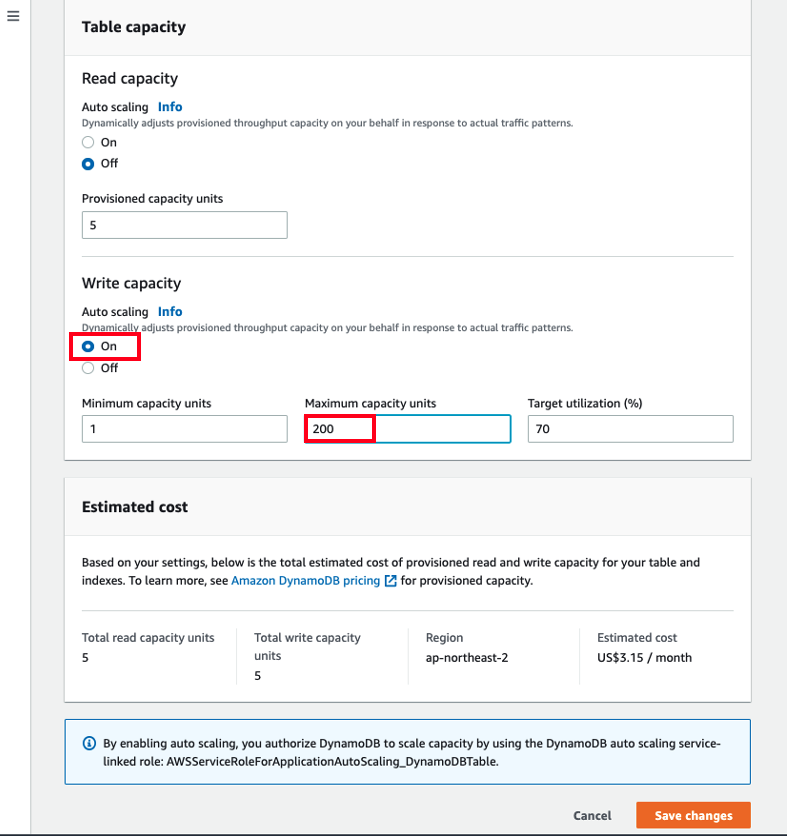 Table capacity
Read capacity
Auto scaling Info
Dynamically adjusts provisioned throughput capacity on your behalf in response to actual traffic patterns.
On
Off
Provisioned capacity units
5
Write capacity
Auto scaling Info
Dynamically adjusts provisioned throughput capacity on your behalf in response to actual traffic patterns.
On
Off
Minimum capacity units Maximum capacity units Target utilization (%)
1 200 70
Estimated cost
Based on your settings, below is the total estimated cost of provisioned read and write capacity for your table and
indexes. To learn more, see Amazon DynamoDB pricing for provisioned capacity.
Total read capacity units
5
Total write capacity
units
5
Region
ap-northeast-2
Estimated cost
US$3.15 / month
By enabling auto scaling, you authorize DynamoDB to scale capacity by using the DynamoDB auto scaling service-
linked role: AWSServiceRoleForApplicationAutoScaling_DynamoDBTable.
Cancel Save changes